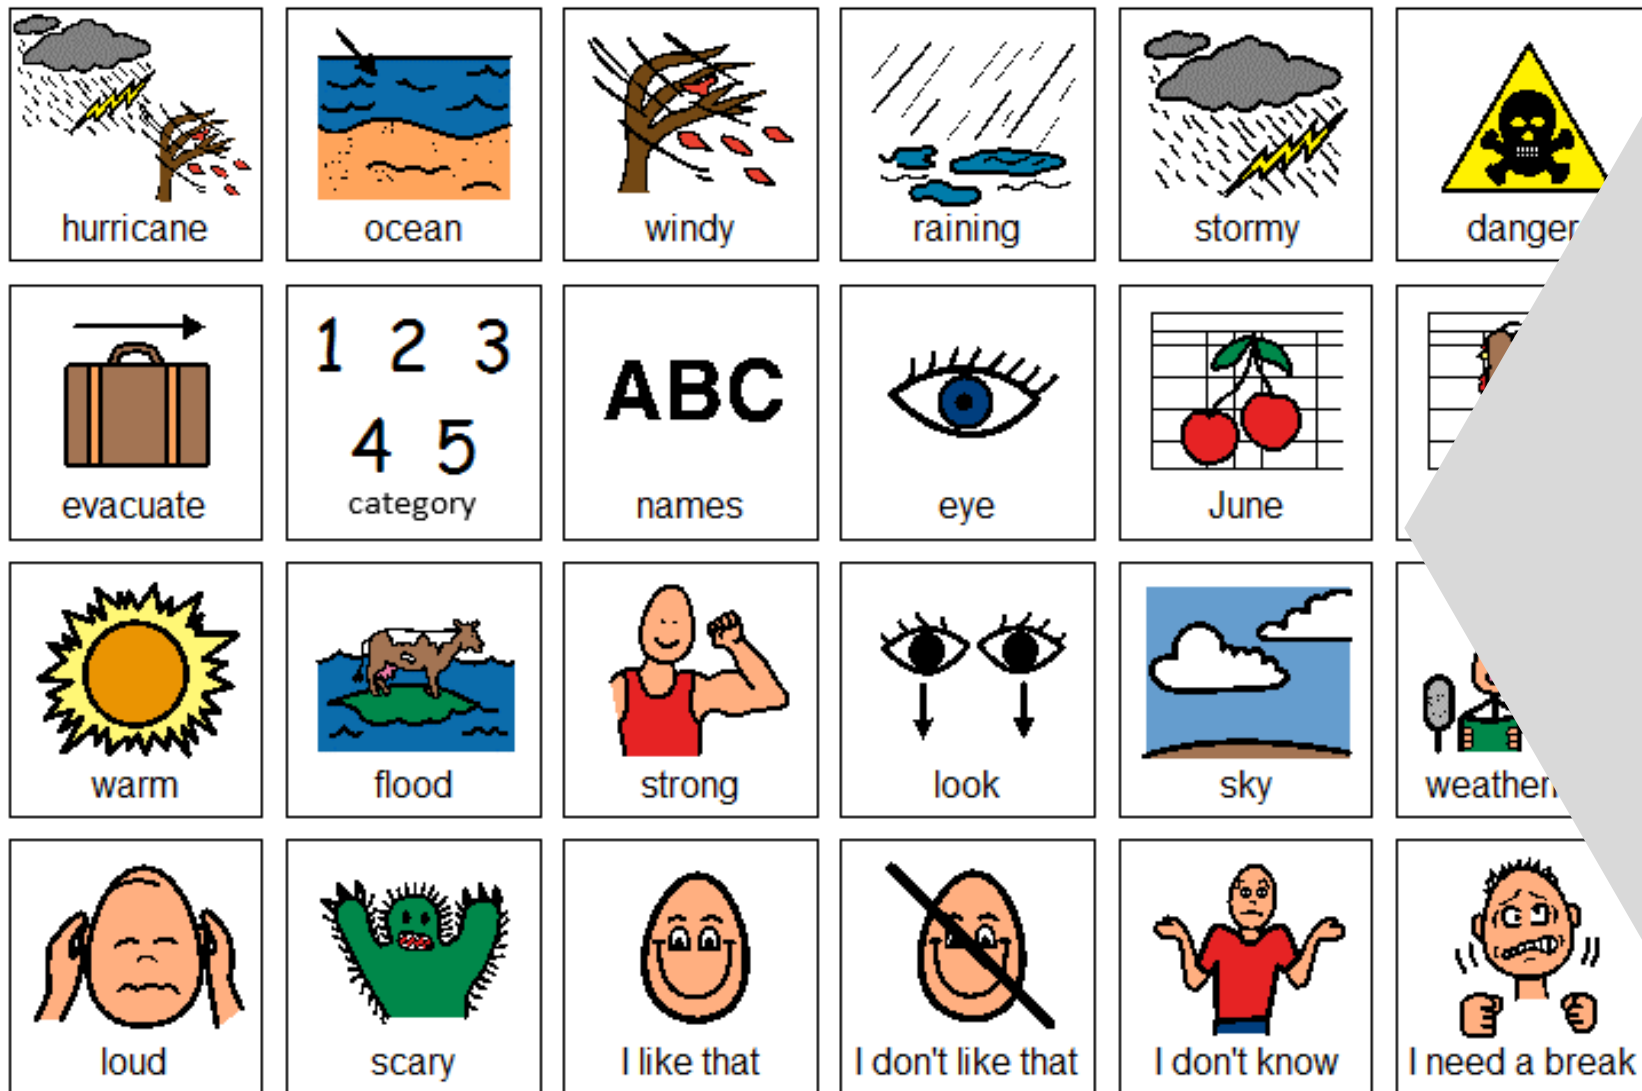 hurricane ocean windy raining stormy danger
1 2 3
4 5
ABC
evacuate category names eye June
warm flood strong look sky weather
loud scary I like that I don't like that I don't know I need a break